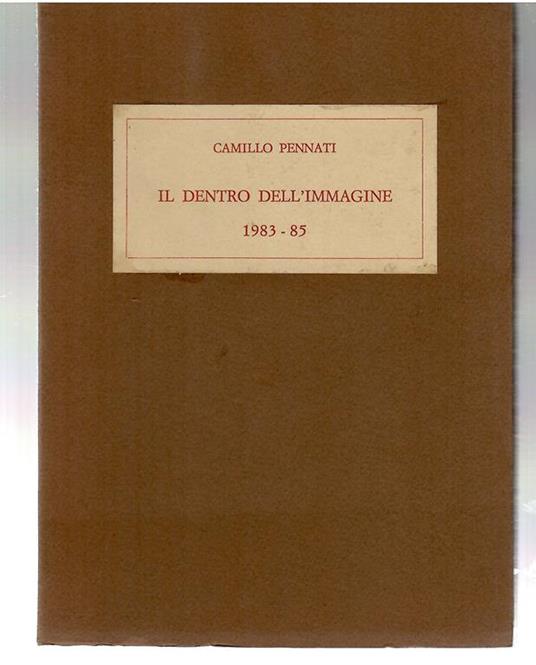 CAMILLO PENNATI
IL DENTRO DELL'IMMAGINE
1983 - 85